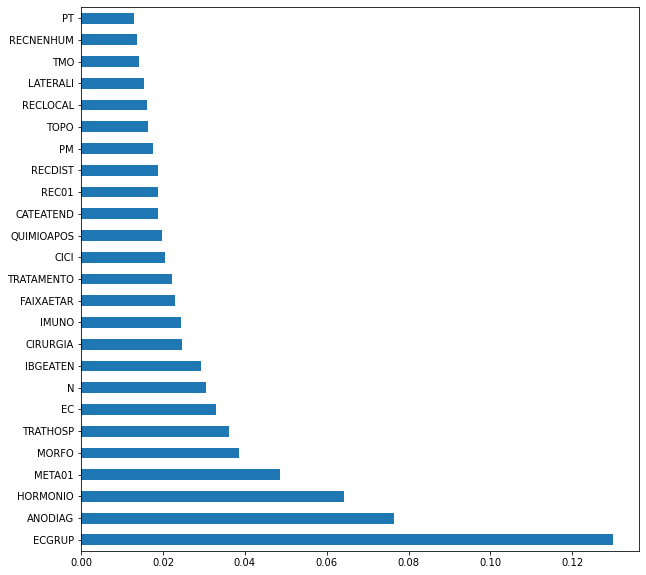 PT
RECNENHUM
TMO
LATERALI
RECLOCAL
TOPO
PM
RECDIST
REC01
CATEATEND
QUIMIOAPOS
CICI
TRATAMENTO
FAIXAETAR
IMUNO
CIRURGIA
IBGEATEN
N
EC
TRATHOSP
MORFO
META01
HORMONIO
ANODIAG
ECGRUP
0.00 0.02 0.04 0.06 0.08 0.10 0.12